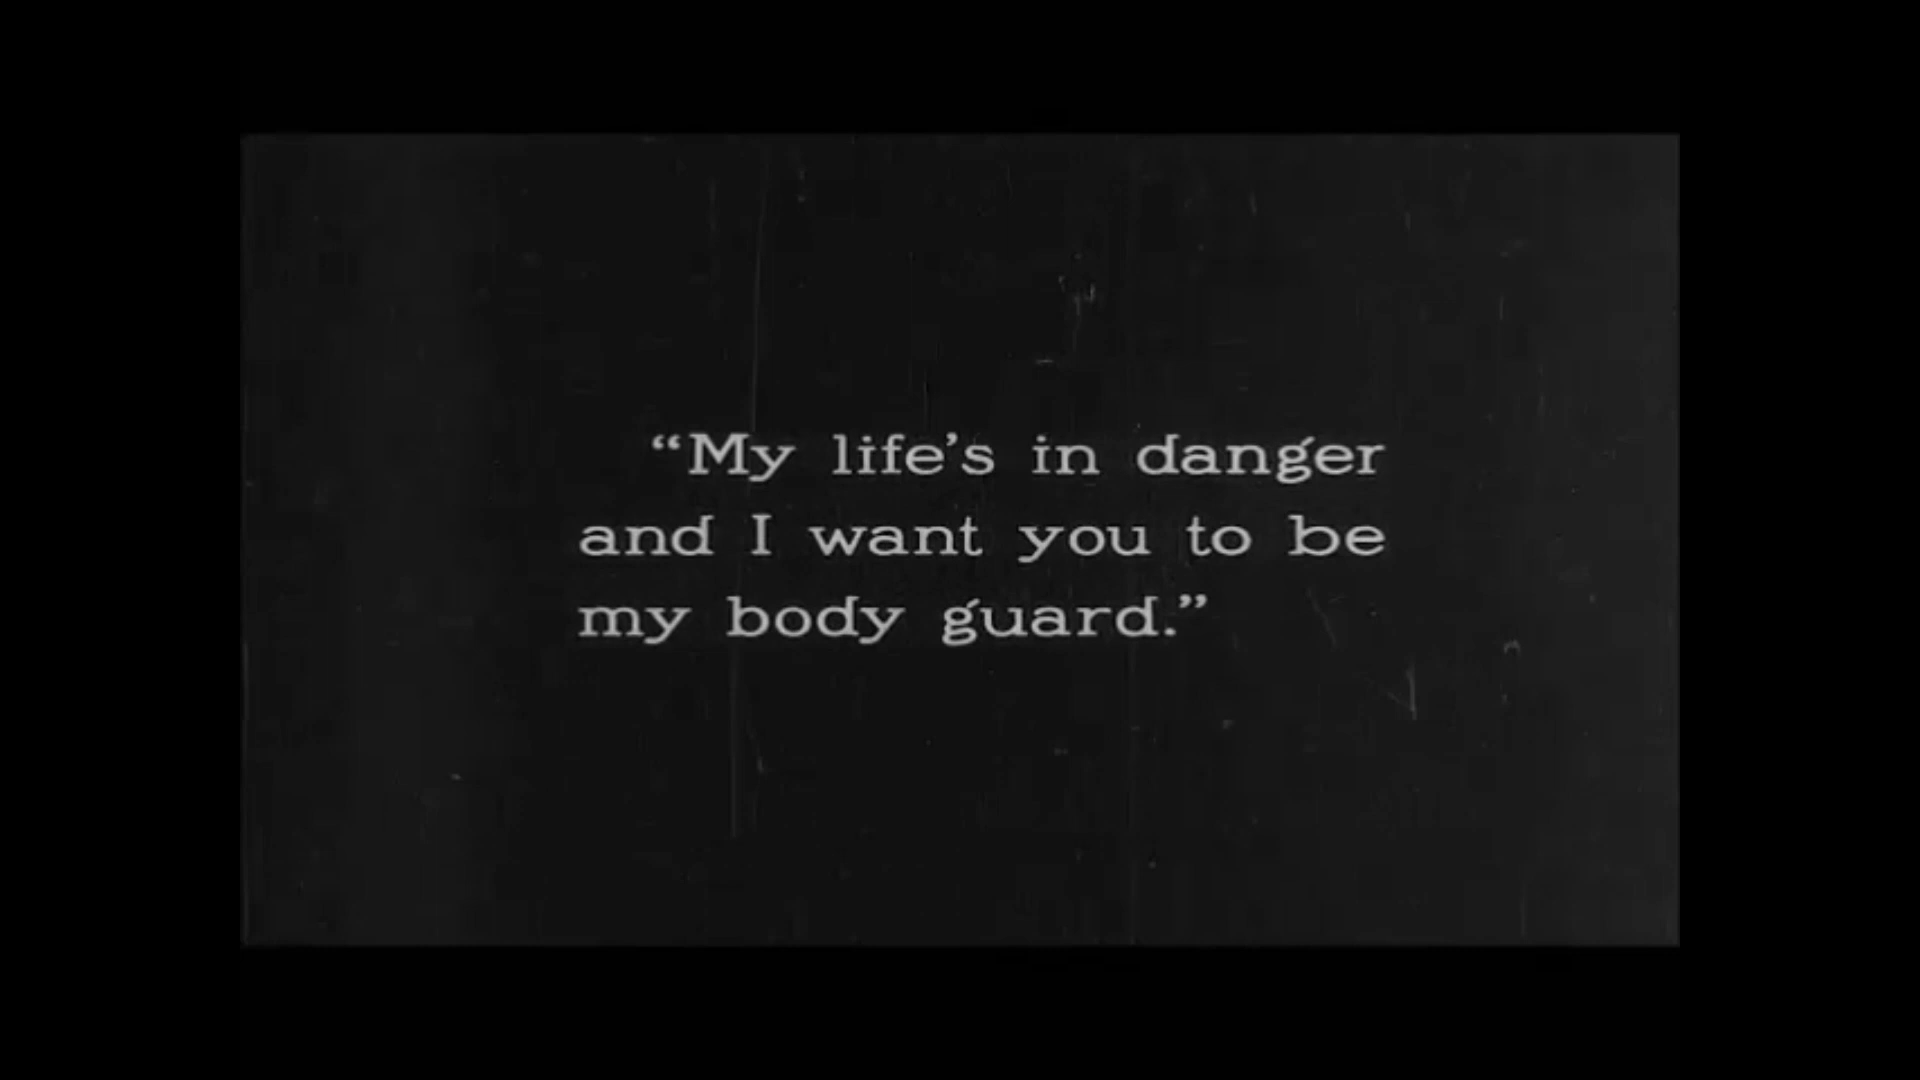 “My life’s in danger
and I want you to be
my body guard.”